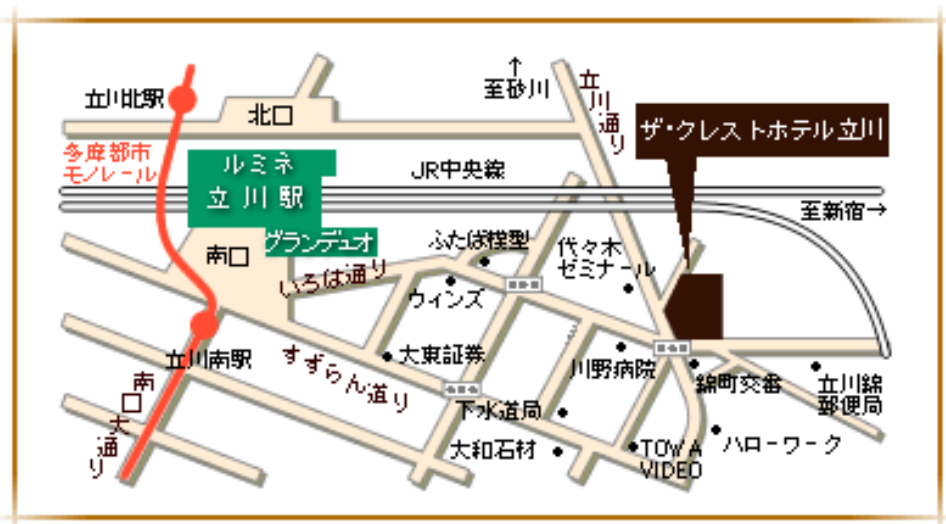 ↑
至砂川
立川通り
立川北駅
北口
ザ・クレストホテル立川
多摩都市
モノレール
ルミネ
立川駅
JR中央線
至新宿→
グランデュオ
南口
いろは通り
ふたば模型
代々木
ゼミナール
ウィンズ
大東証券
立川南駅
すずらん通り
川野病院
錦町交番
立川錦
郵便局
南口大通り
下水道局
大和石材
TOWA
VIDEO
ハローワーク